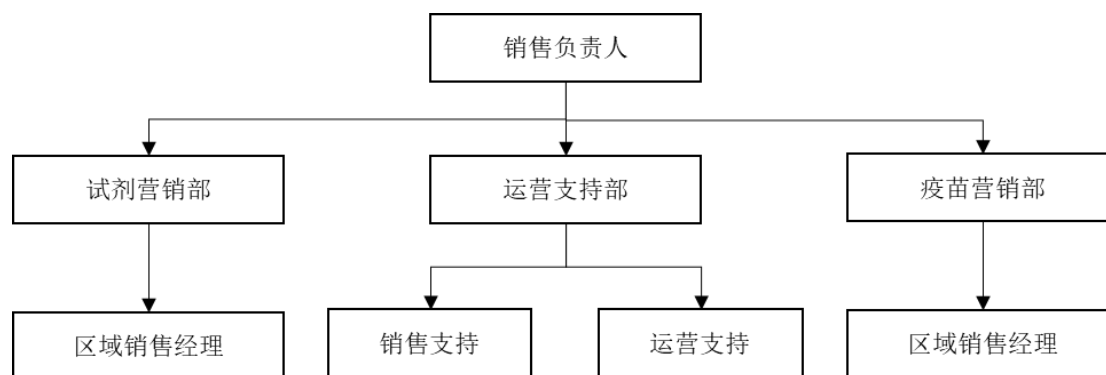 销售负责人
试剂营销部
运营支持部
疫苗营销部
区域销售经理
销售支持
运营支持
区域销售经理